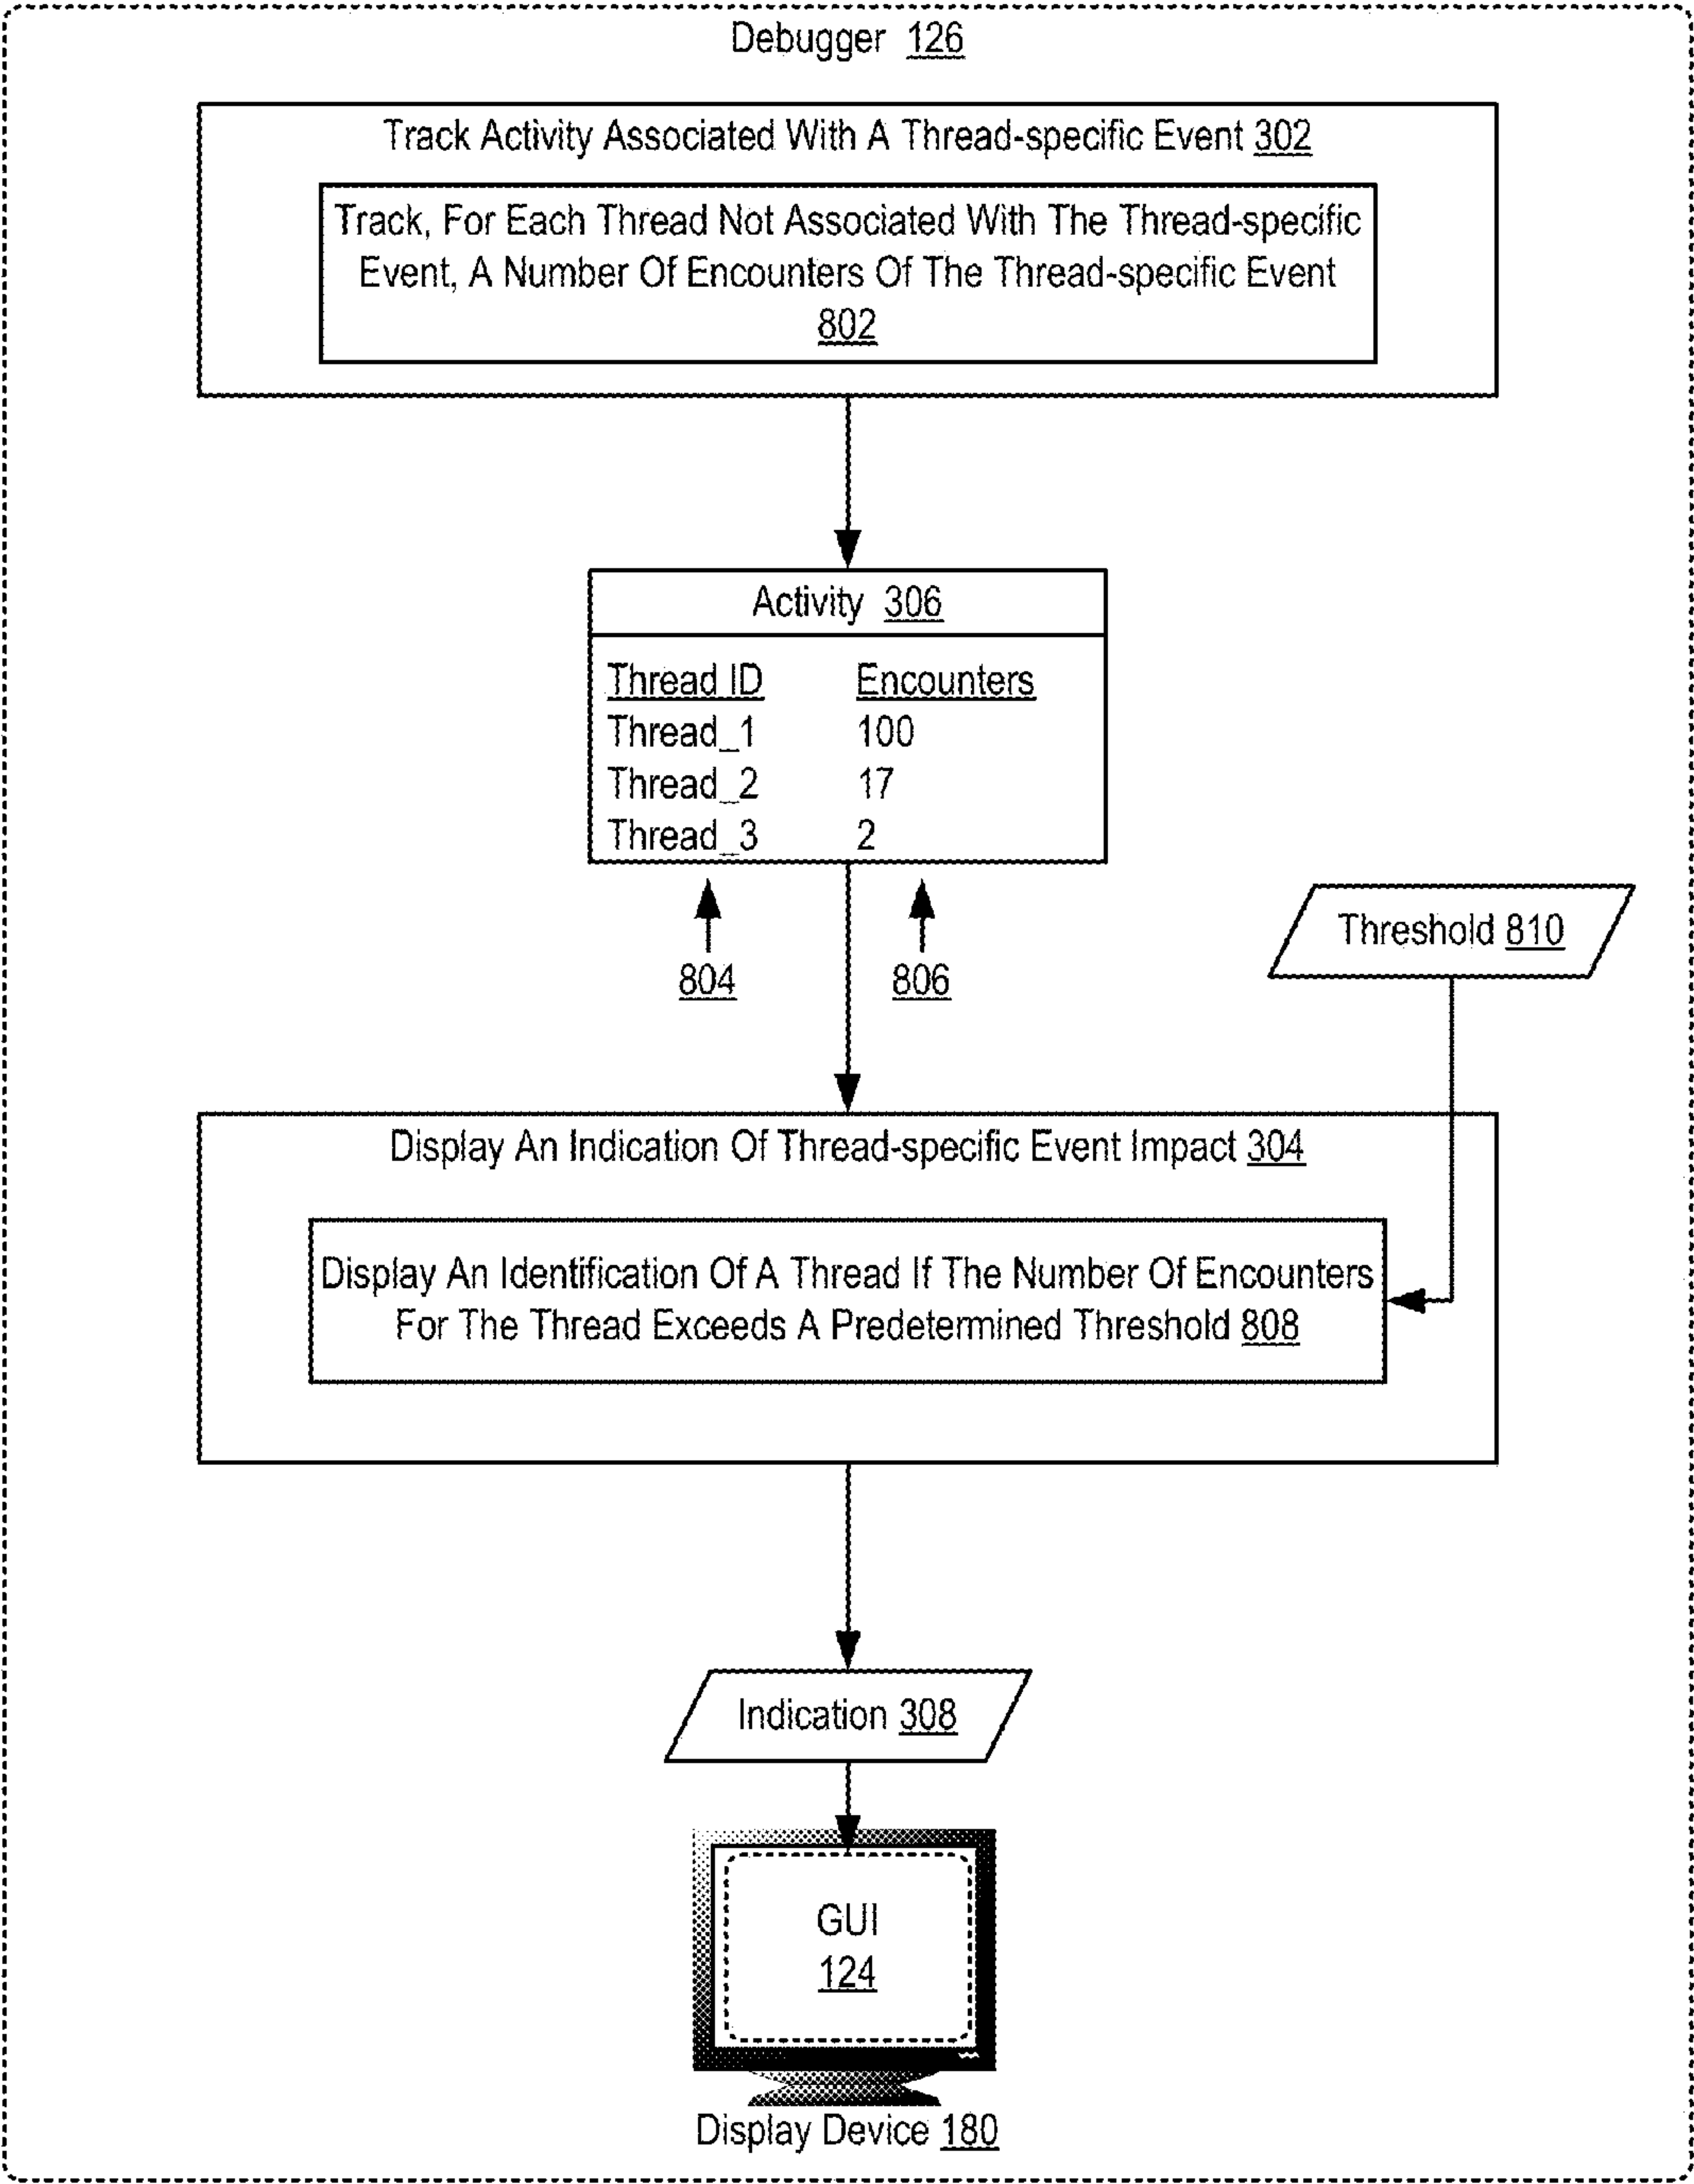 Debugger 126
Track Activity Associated With A Thread-specific Event 302
Track, For Each Thread Not Associated With The Thread-specific
Event, A Number Of Encounters Of The Thread-specific Event
802
Activity 306
Thread ID Encounters
Thread_1 100
Thread_2 17
Thread_3 2
804 806
Threshold 810
Display An Indication Of Thread-specific Event Impact 304
Display An Identification Of A Thread If The Number Of Encounters
For The Thread Exceeds A Predetermined Threshold 808
Indication 308
GUI
124
Display Device 180